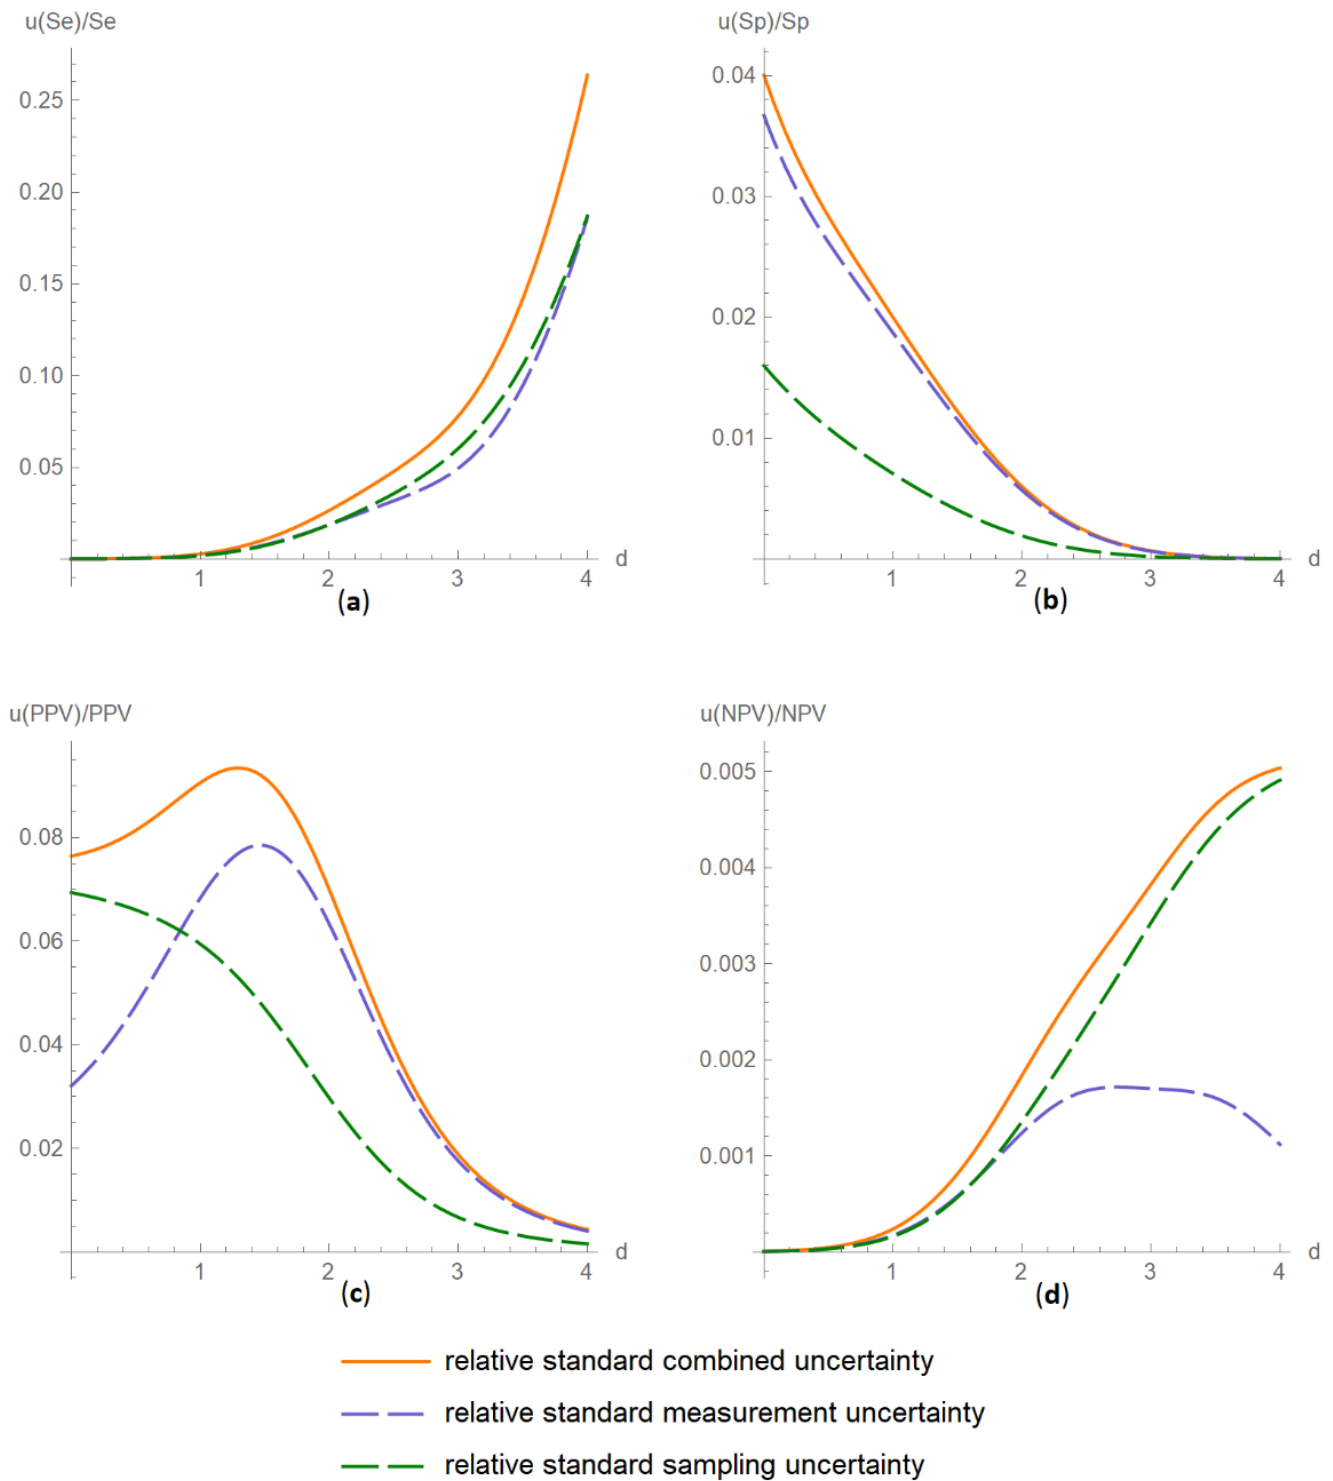 u(Se)/Se
0.25
0.20
0.15
0.10
0.05
1 2 3 4 d
(a)
u(Sp)/Sp
0.04
0.03
0.02
0.01
1 2 3 4 d
(b)
u(PPV)/PPV
0.08
0.06
0.04
0.02
1 2 3 4 d
(c)
u(NPV)/NPV
0.005
0.004
0.003
0.002
0.001
1 2 3 4 d
(d)
relative standard combined uncertainty
relative standard measurement uncertainty
relative standard sampling uncertainty